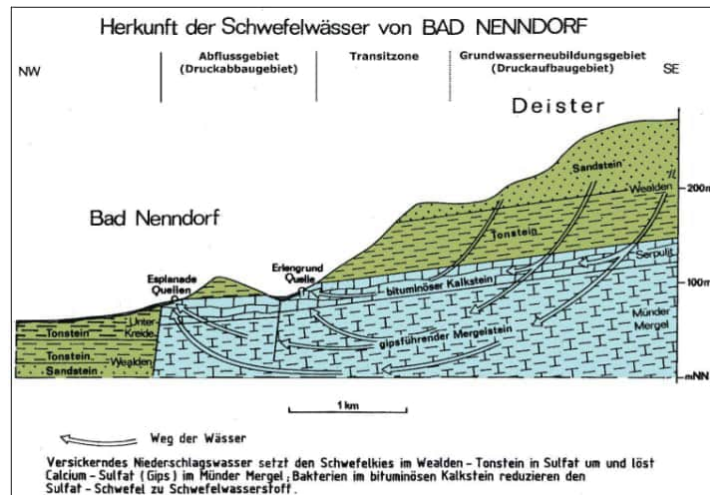 Herkunft der Schwefelwässer von BAD NENNDORF
Abflussgebiet
(Druckabbaugebiet)
Transitzone
Grundwasserneubildungsgebiet
(Druckaufbaugebiet)
NW
SE
Deister
Sandstein
Wealden
200m
Tonstein
Bad Nenndorf
Erlengrund
Quelle
Esplanade
Quellen
Serpulit
bituminöser Kalkstein
100m
Unter
Kreide
Tonstein
Münder
Mergel
gipsführender Mergelstein
Tonstein
Wealden
Sandstein
mNN
1 km
Weg der Wässer
Versickerndes Niederschlagswasser setzt den Schwefelkies im Wealden - Tonstein in Sulfat um und löst
Calcium - Sulfat (Gips) im Münder Mergel; Bakterien im bituminösen Kalkstein reduzieren den
Sulfat - Schwefel zu Schwefelwasserstoff.